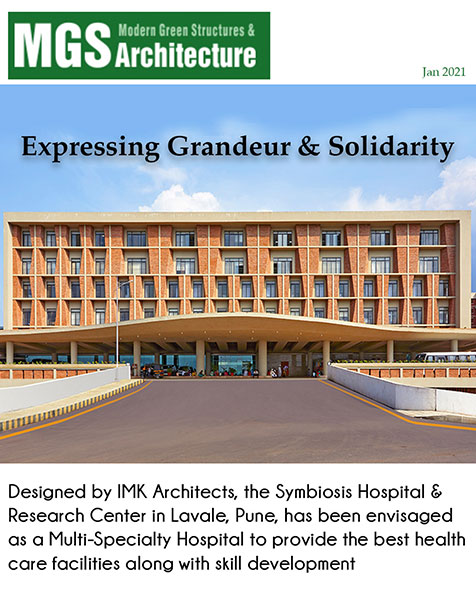 MGS Modern Green Structures &
Architecture
Jan 2021
Expressing Grandeur & Solidarity
Designed by IMK Architects, the Symbiosis Hospital &
Research Center in Lavale, Pune, has been envisaged
as a Multi-Specialty Hospital to provide the best health
care facilities along with skill development